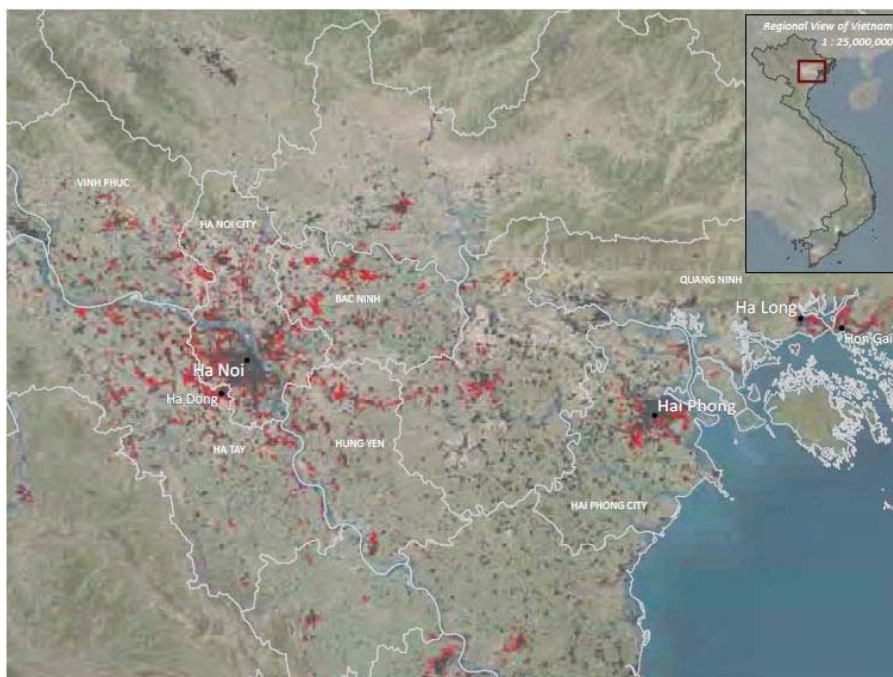 Regional View of Vietnam
1 : 25,000,000
VINH PHUC
HA NOI CITY
QUANG NINH
BAC NINH
Ha Long
Hon Gai
Ha Noi
Ha Dong
Hai Phong
HA TAY
HUNG YEN
HAI PHONG CITY